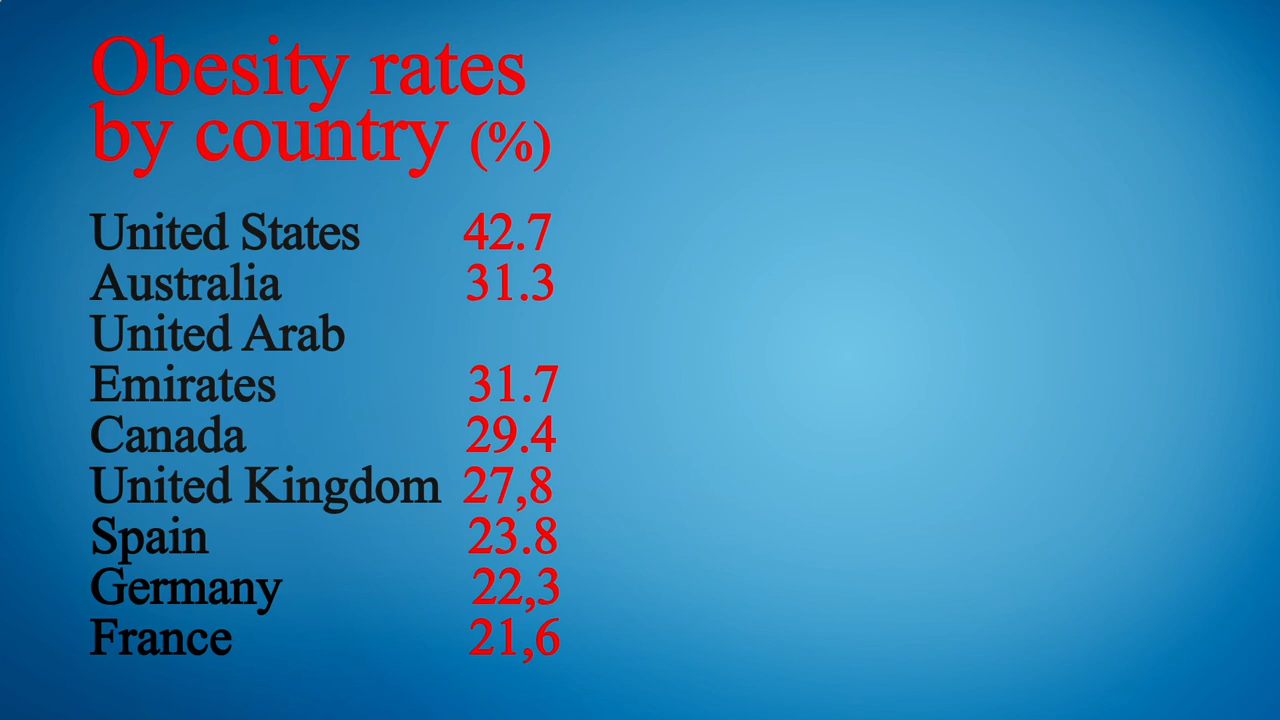 Obesity rates
by country (%)
United States 42.7
Australia 31.3
United Arab
Emirates 31.7
Canada 29.4
United Kingdom 27,8
Spain 23.8
Germany 22,3
France 21,6